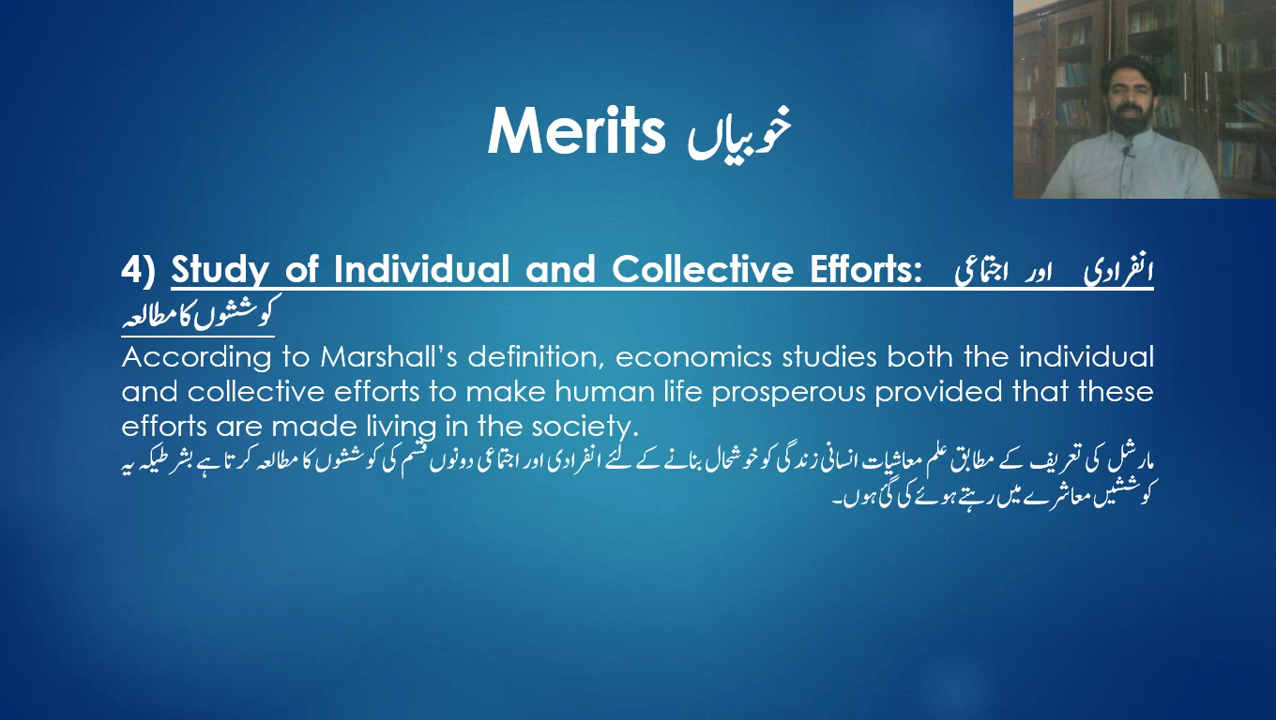 Merits خوبیاں
4) Study of Individual and Collective Efforts: انفرادی اور اجتماعی
کوششوں کا مطالعہ
According to Marshall’s definition, economics studies both the individual
and collective efforts to make human life prosperous provided that these
efforts are made living in the society.
مارشل کی تعریف کے مطابق علم معاشیات انسانی زندگی کو خوشحال بنانے کے لئے انفرادی اور اجتماعی دونوں قسم کی کوششوں کا مطالعہ کرتا ہے بشرطیکہ یہ
کوششیں معاشرے میں رہتے ہوئے کی گئی ہوں۔